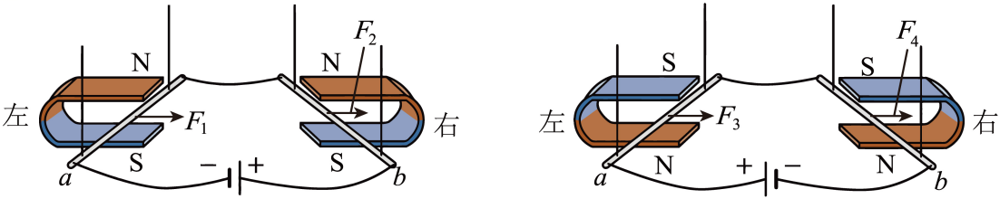 N F₂ N
左 F₁ 右
S S
a − + b
S F₄ S
左 F₃ 右
N N
a + − b